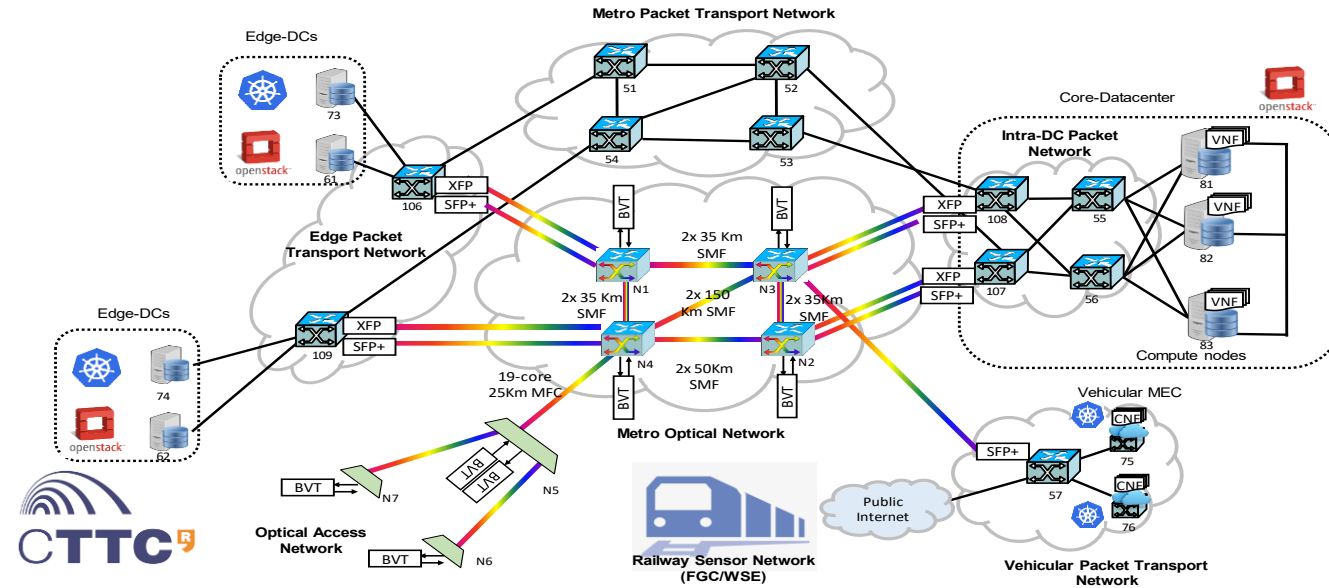 Metro Packet Transport Network
Edge-DCs
73
openstack
61
51
52
54
53
106
XFP
SFP+
Edge Packet
Transport Network
openstack
Core-Datacenter
Intra-DC Packet
Network
VNF
81
VNF
82
VNF
83
Compute nodes
XFP
SFP+
108
55
XFP
SFP+
107
56
BVT
BVT
2x 35 Km
SMF
N1
N3
2x 35 Km
SMF
2x 150
Km SMF
2x 35Km
SMF
N4
N2
2x 50Km
SMF
BVT
BVT
Metro Optical Network
Edge-DCs
74
openstack
62
109
XFP
SFP+
19-core
25Km MFC
BVT
BVT
N5
BVT
N7
BVT
N6
Optical Access
Network
CTTC
Railway Sensor Network
(FGC/WSE)
Public
Internet
Vehicular MEC
SFP+
57
CNF
75
CNF
76
Vehicular Packet Transport
Network